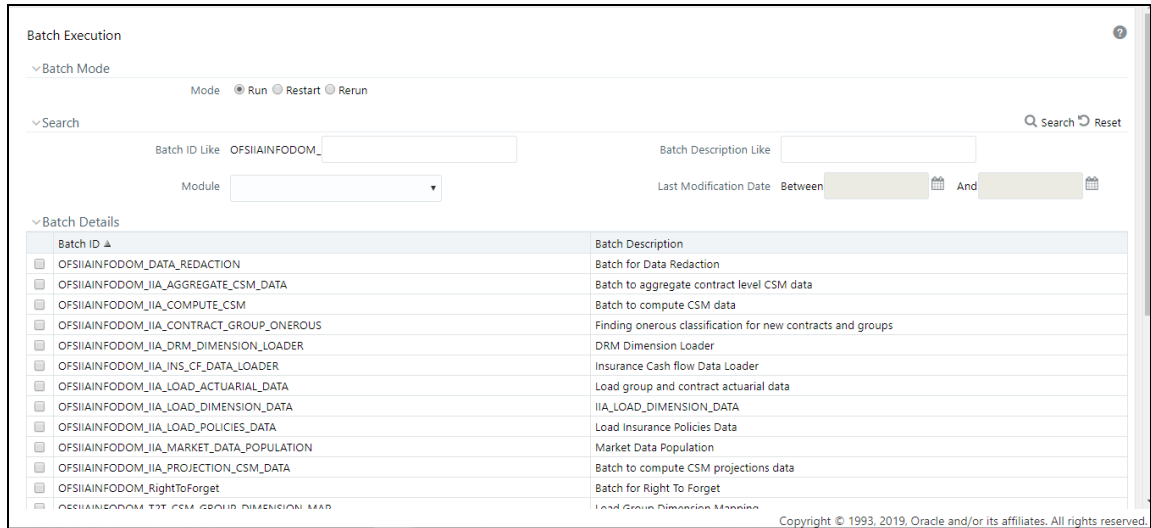 Batch Execution
Batch Mode
Mode Run Restart Rerun
Search Search Reset
Batch ID Like OFSIIAINFODOM_ Batch Description Like
Module Last Modification Date Between And
Batch Details
Batch ID Batch Description
OFSIIAINFODOM_DATA_REDACTION Batch for Data Redaction
OFSIIAINFODOM_IIA_AGGREGATE_CSM_DATA Batch to aggregate contract level CSM data
OFSIIAINFODOM_IIA_COMPUTE_CSM Batch to compute CSM data
OFSIIAINFODOM_IIA_CONTRACT_GROUP_ONEROUS Finding onerous classification for new contracts and groups
OFSIIAINFODOM_IIA_DRM_DIMENSION_LOADER DRM Dimension Loader
OFSIIAINFODOM_IIA_INS_CF_DATA_LOADER Insurance Cash flow Data Loader
OFSIIAINFODOM_IIA_LOAD_ACTUARIAL_DATA Load group and contract actuarial data
OFSIIAINFODOM_IIA_LOAD_DIMENSION_DATA IIA_LOAD_DIMENSION_DATA
OFSIIAINFODOM_IIA_LOAD_POLICIES_DATA Load Insurance Policies Data
OFSIIAINFODOM_IIA_MARKET_DATA_POPULATION Market Data Population
OFSIIAINFODOM_IIA_PROJECTION_CSM_DATA Batch to compute CSM projections data
OFSIIAINFODOM_RightToForget Batch for Right To Forget
OFSIIAINFODOM_T2T_CSM_GROUP_DIMENSION_MAP Load Group Dimension Mapping
Copyright © 1993, 2019, Oracle and/or its affiliates. All rights reserved.